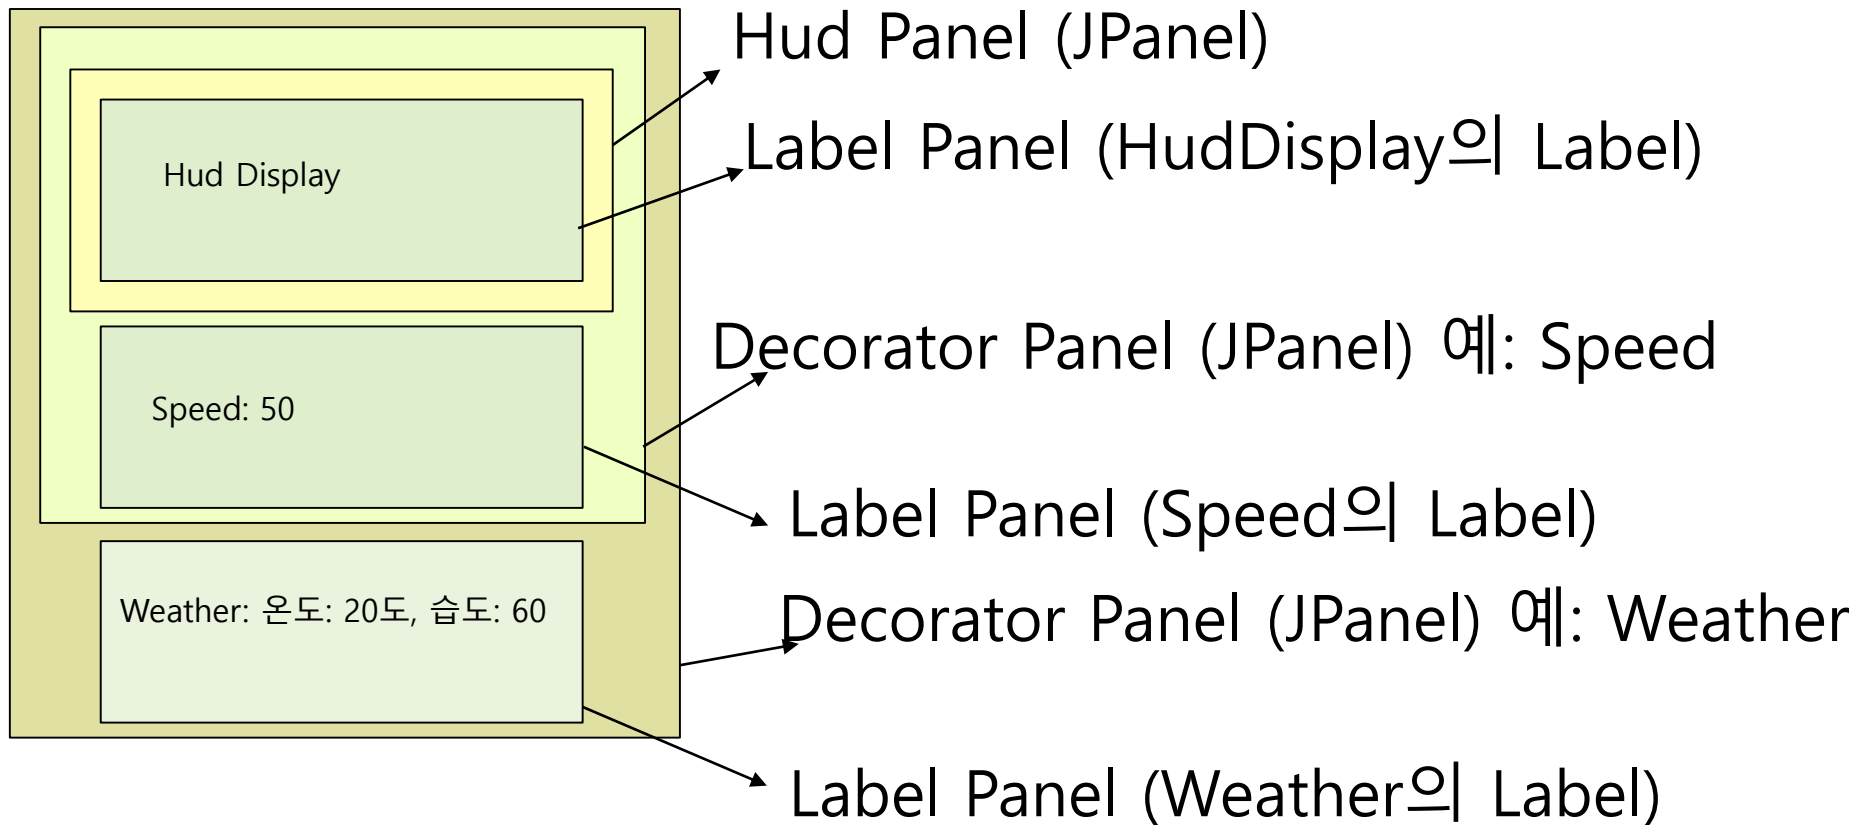 Hud Panel (JPanel)
Label Panel (HudDisplay의 Label)
Hud Display
Decorator Panel (JPanel) 예: Speed
Speed: 50
Label Panel (Speed의 Label)
Weather: 온도: 20도, 습도: 60
Decorator Panel (JPanel) 예: Weather
Label Panel (Weather의 Label)